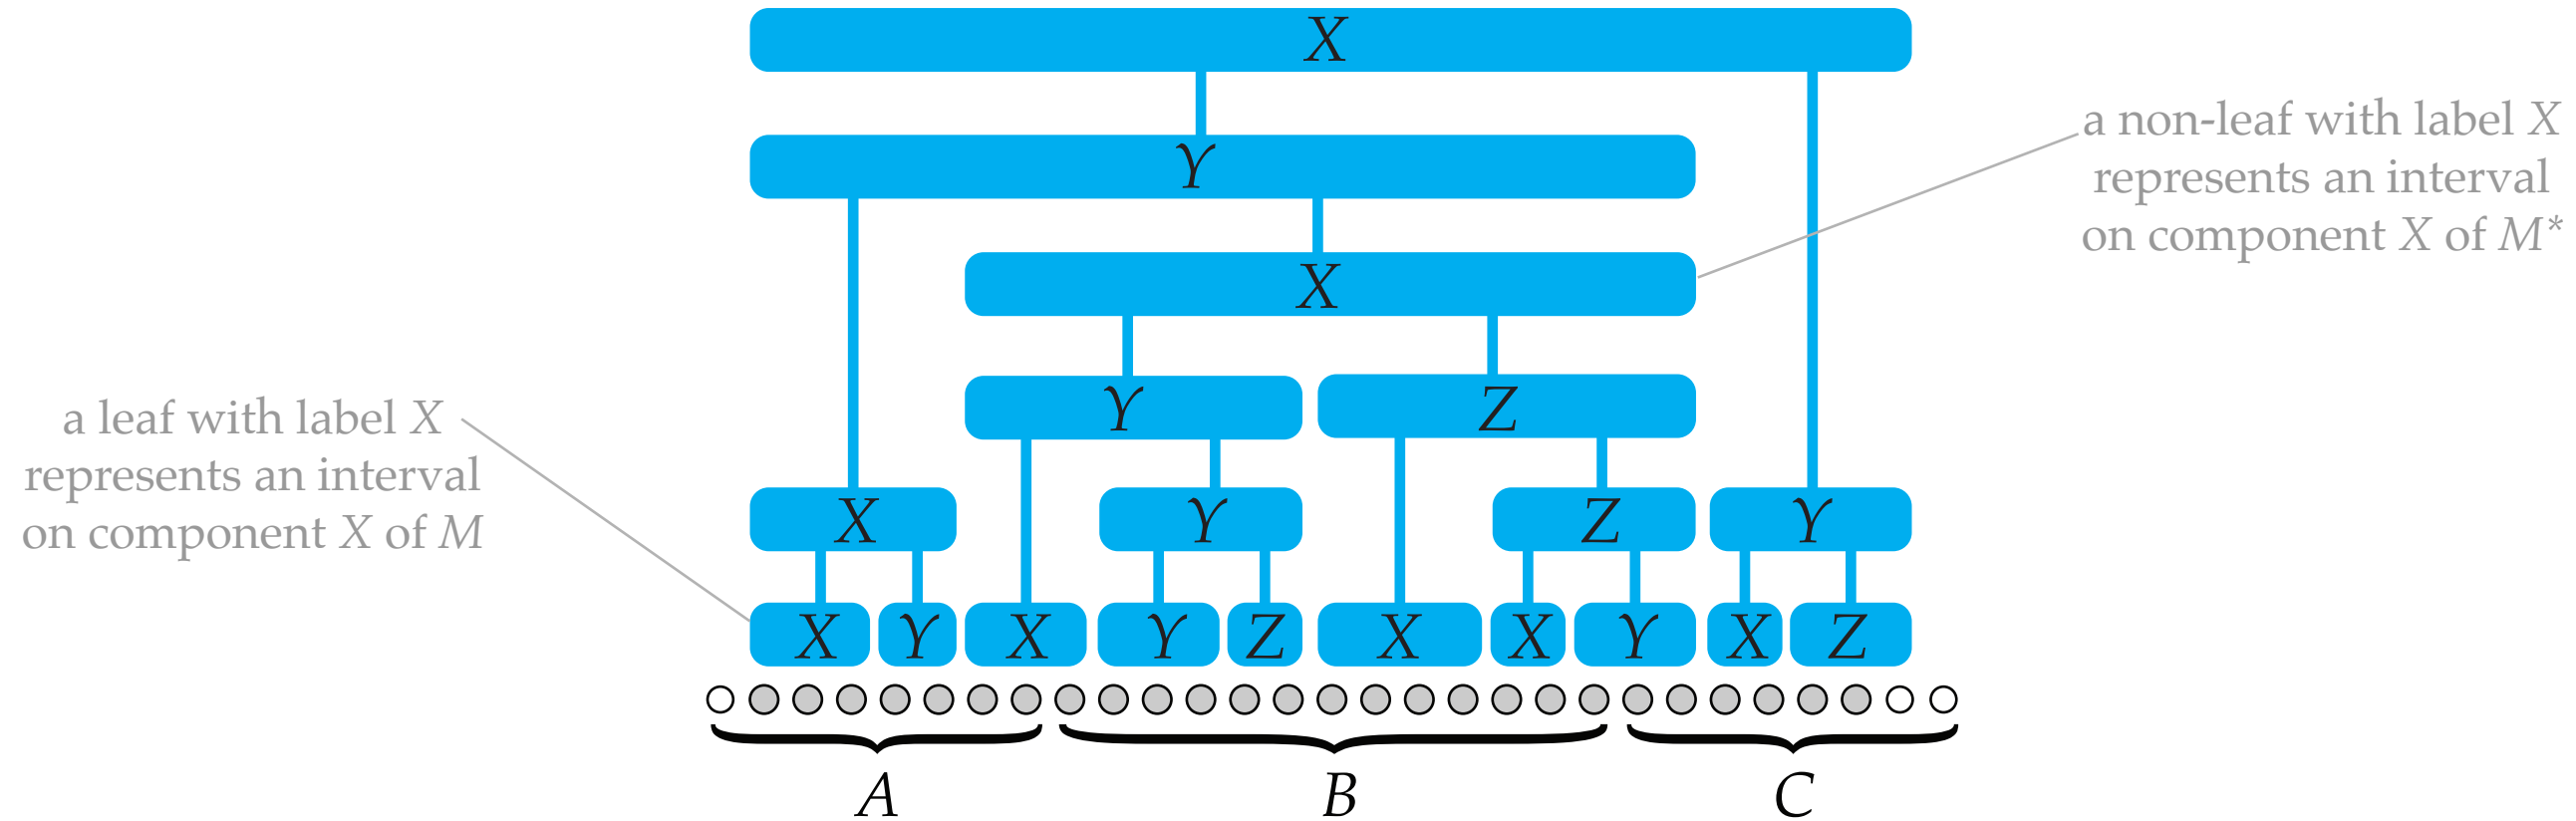 X
Y
a non-leaf with label X
represents an interval
on component X of M*
X
Y
Z
a leaf with label X
represents an interval
on component X of M
X
Y
Z
Y
X
Y
X
Y
Z
X
X
Y
X
Z
A
B
C